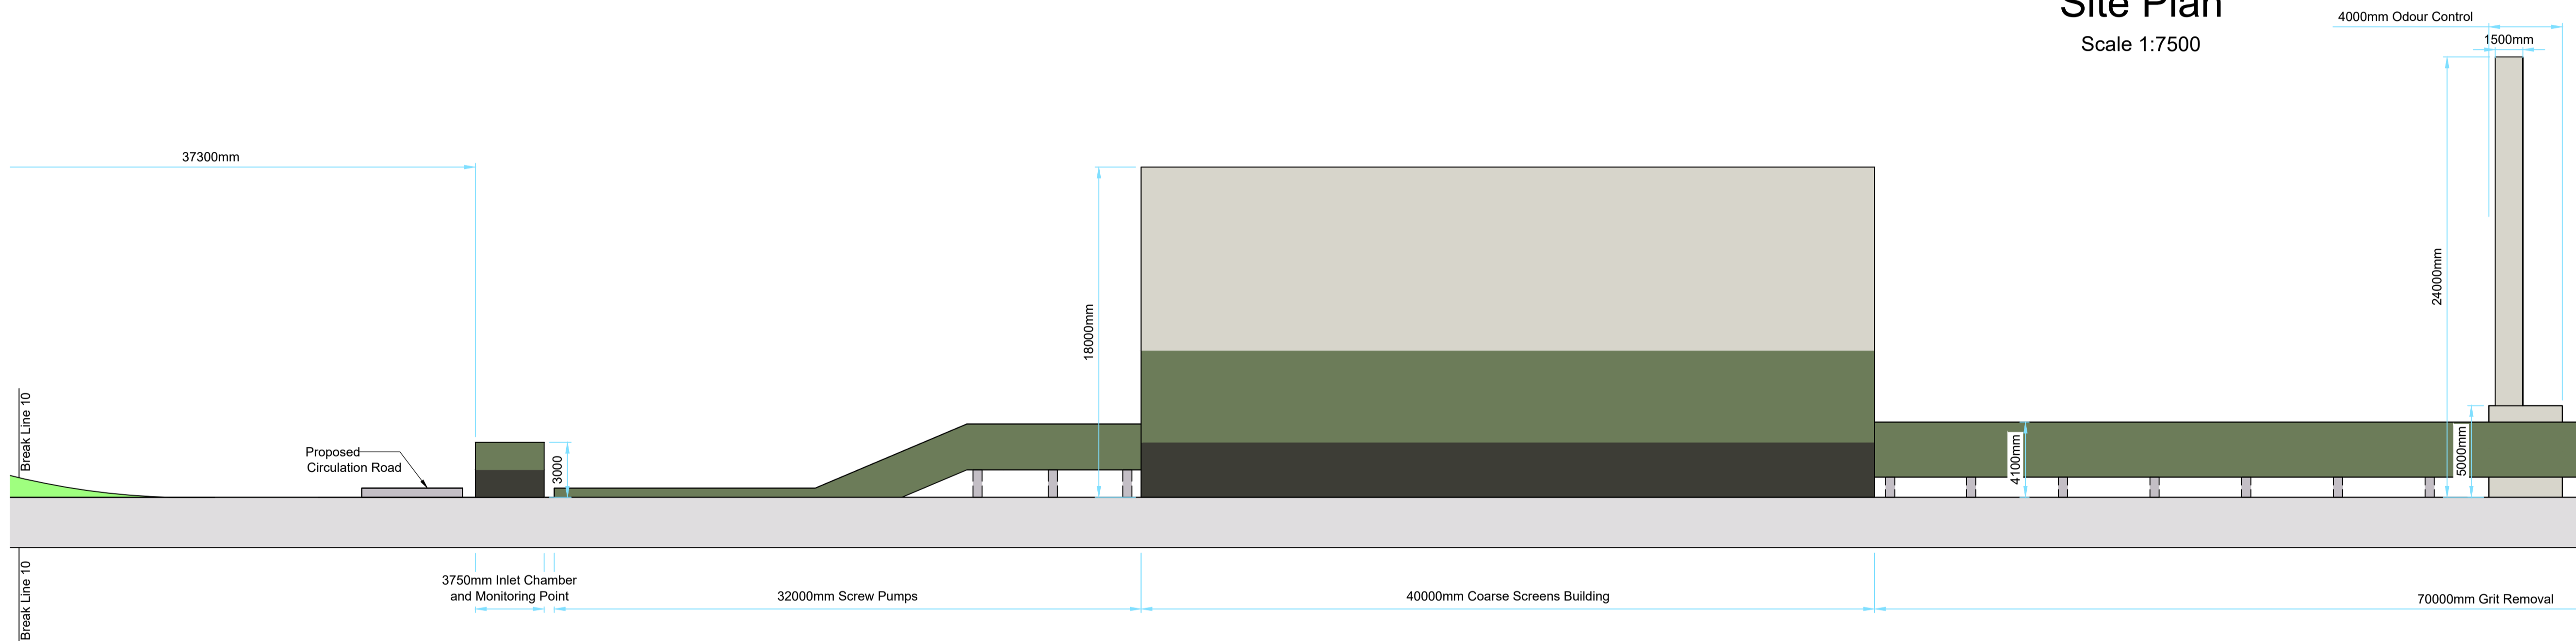 Site Plan
Scale 1:7500
4000mm Odour Control
1500mm
37300mm
18000mm
24000mm
Break Line 10
Proposed
Circulation Road
3000
4100mm
5000mm
Break Line 10
3750mm Inlet Chamber
and Monitoring Point
32000mm Screw Pumps
40000mm Coarse Screens Building
70000mm Grit Removal